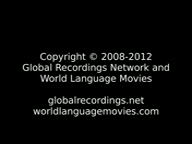 Copyright © 2008-2012
Global Recordings Network and
World Language Movies
globalrecordings.net
worldlanguagemovies.com